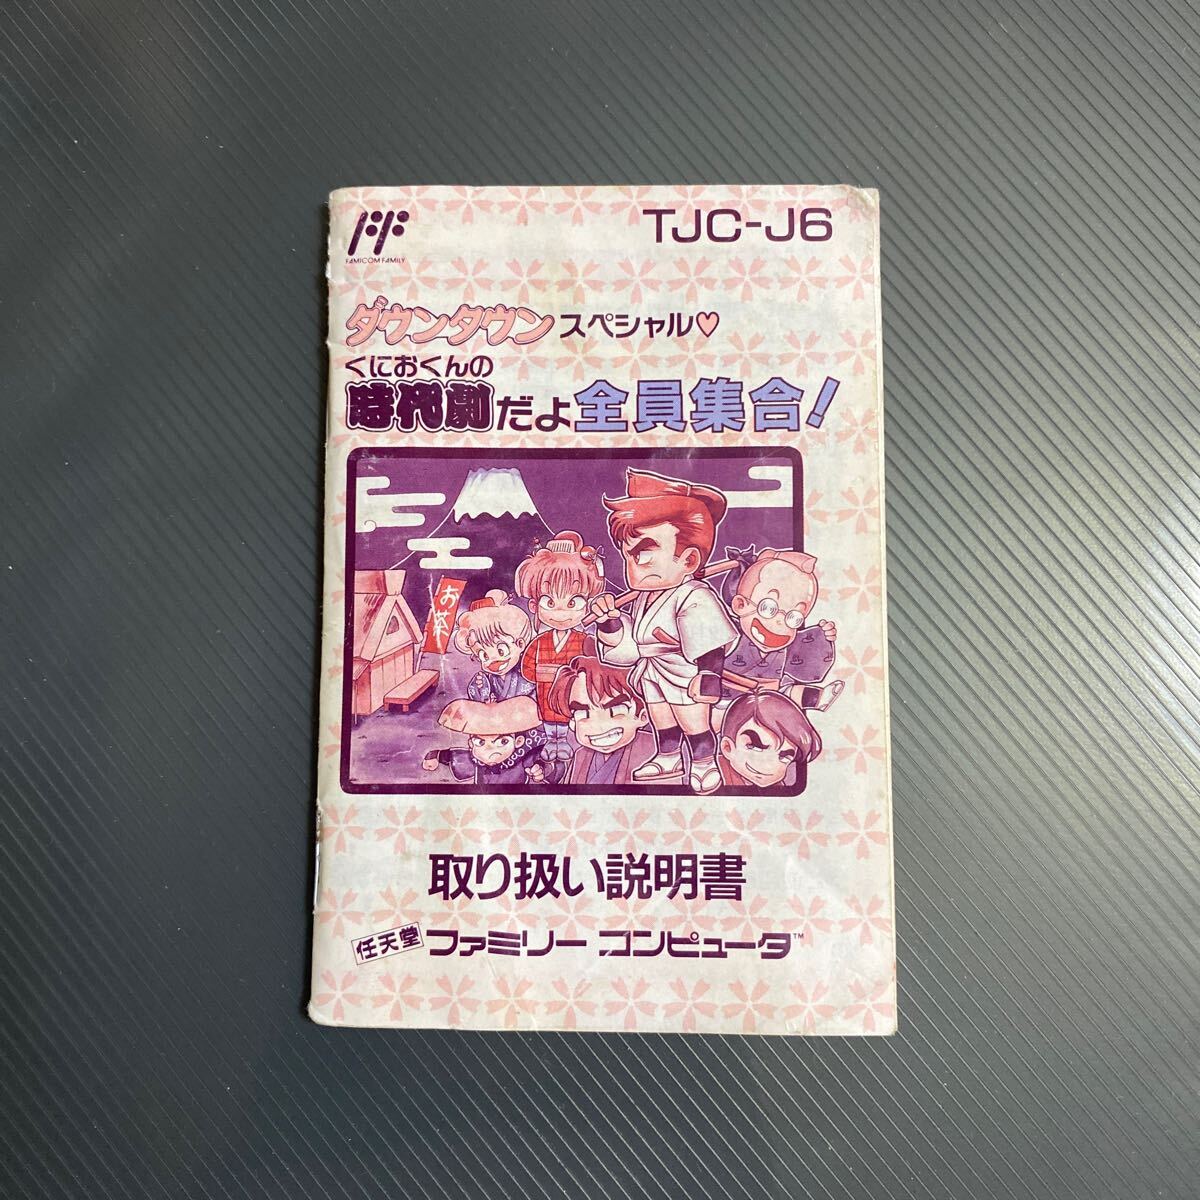 FAMICOM FAMILY
TJC-J6
ダウンタウンスペシャル♥
くにおくんの
時代劇だよ全員集合!
お茶
取り扱い説明書
任天堂 ファミリーコンピュータ™